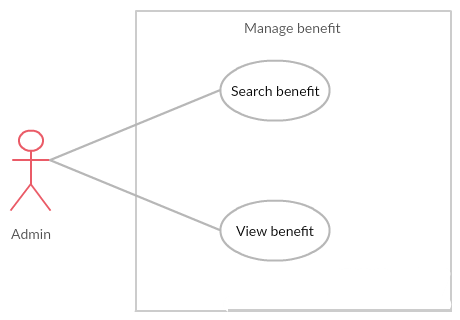 Manage benefit
Search benefit
View benefit
Admin